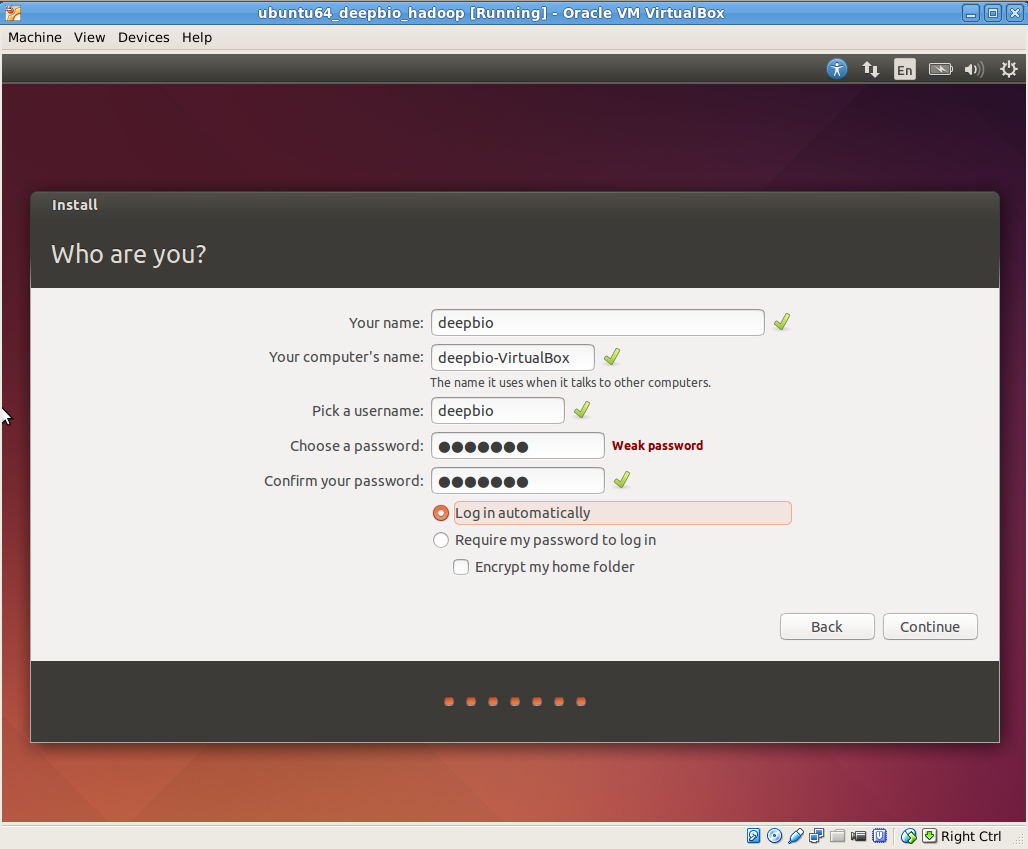 ubuntu64_deepbio_hadoop [Running] - Oracle VM VirtualBox
Machine View Devices Help
En
Install
Who are you?
Your name: deepbio
Your computer's name: deepbio-VirtualBox
The name it uses when it talks to other computers.
Pick a username: deepbio
Choose a password: ●●●●●●● Weak password
Confirm your password: ●●●●●●●
Log in automatically
Require my password to log in
Encrypt my home folder
Back Continue
Right Ctrl